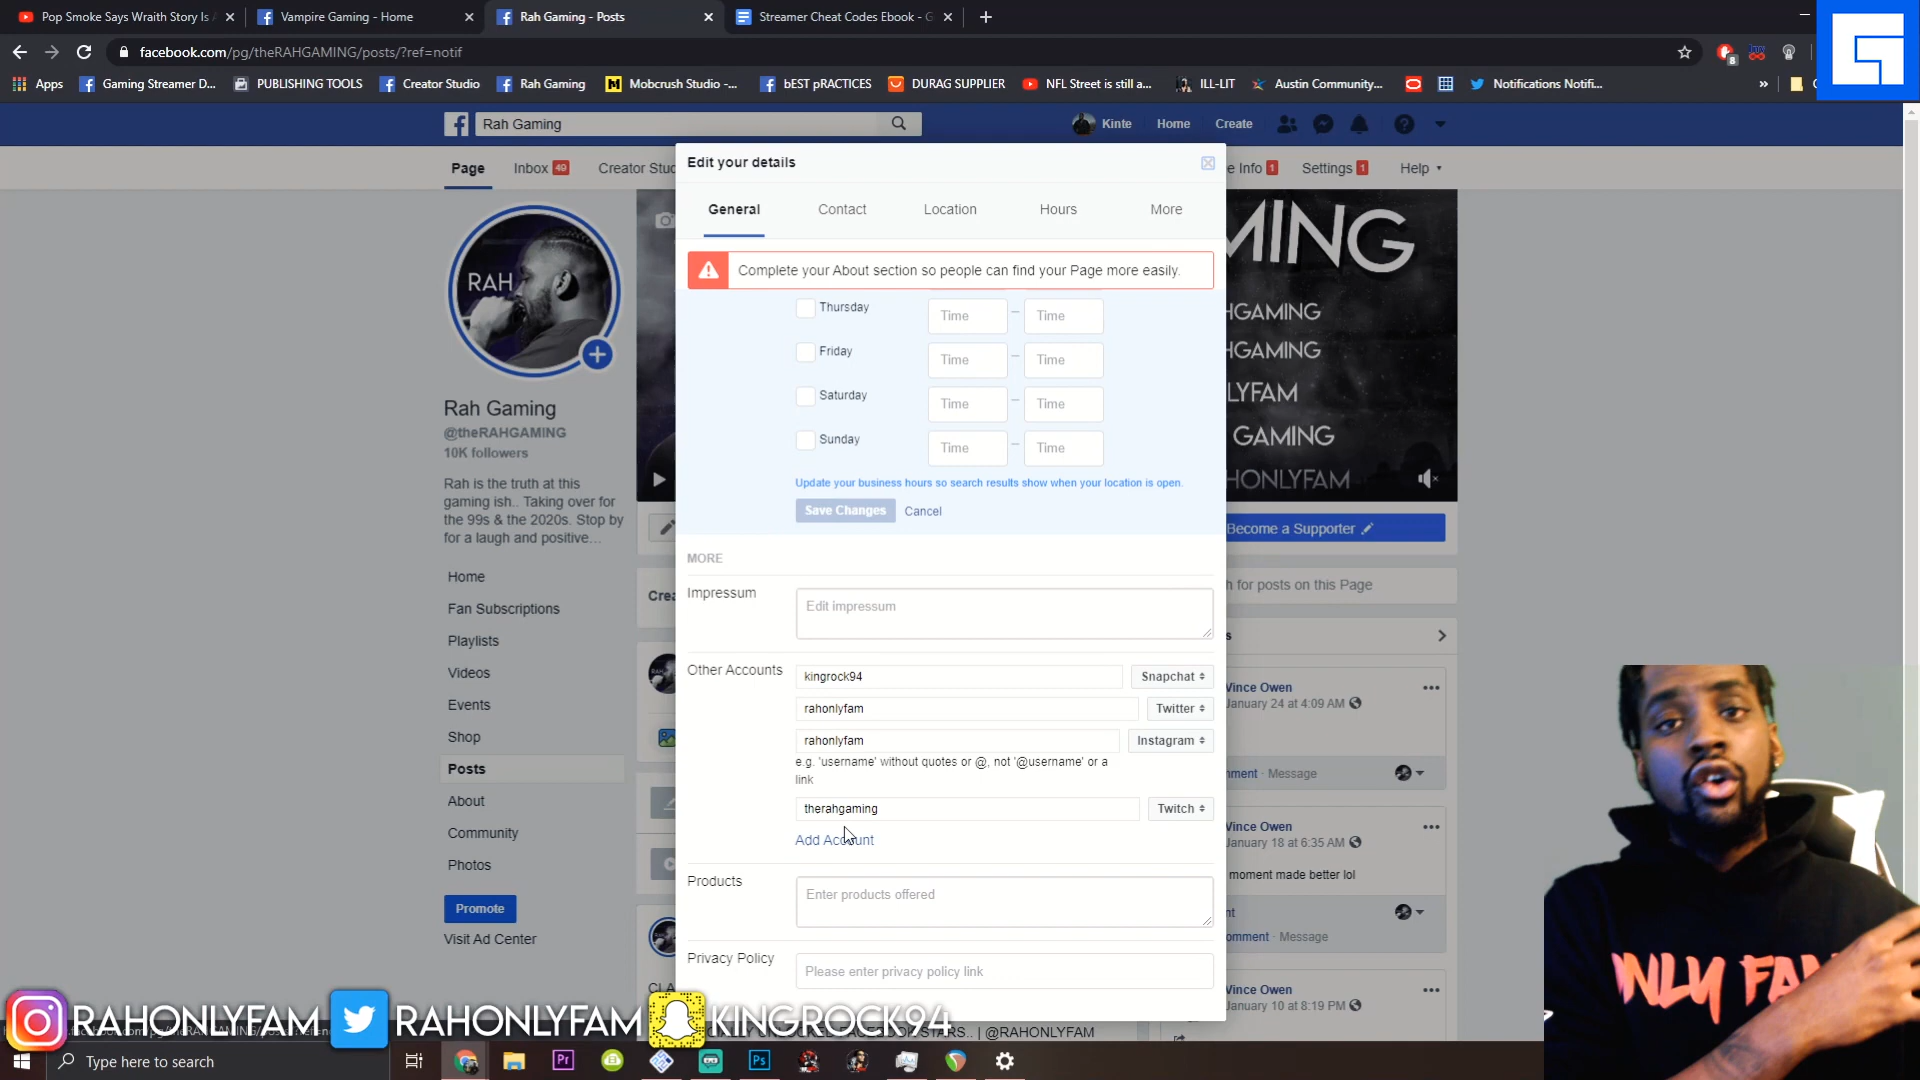 Pop Smoke Says Wraith Story Is
Vampire Gaming - Home
Rah Gaming - Posts
Streamer Cheat Codes Ebook - G
facebook.com/pg/theRAHGAMING/posts/?ref=notif
8
Apps
Gaming Streamer D...
PUBLISHING TOOLS
Creator Studio
Rah Gaming
Mobcrush Studio -...
bEST pRACTICES
DURAG SUPPLIER
NFL Street is still a...
ILL-LIT
Austin Community...
Notifications Notifi...
»
Rah Gaming
Kinte
Home
Create
Page
Inbox 49
Creator Stud
e Info 1
Settings 1
Help
Edit your details
General
Contact
Location
Hours
More
Complete your About section so people can find your Page more easily.
Thursday
Time – Time
Friday
Time – Time
Saturday
Time – Time
Sunday
Time – Time
Update your business hours so search results show when your location is open.
Save Changes
Cancel
MORE
Impressum
Edit impressum
Other Accounts
kingrock94
Snapchat
rahonlyfam
Twitter
rahonlyfam
Instagram
e.g. 'username' without quotes or @, not '@username' or a
link
therahgaming
Twitch
Add Account
Products
Enter products offered
Privacy Policy
Please enter privacy policy link
RAH
Rah Gaming
@theRAHGAMING
10K followers
Rah is the truth at this
gaming ish.. Taking over for
the 99s & the 2020s. Stop by
for a laugh and positive...
Home
Fan Subscriptions
Playlists
Videos
Events
Shop
Posts
About
Community
Photos
Promote
Visit Ad Center
Crea
CLA
MING
HGAMING
HGAMING
LYFAM
GAMING
HONLYFAM
Become a Supporter
h for posts on this Page
s
Vince Owen
January 24 at 4:09 AM
ment · Message
Vince Owen
January 18 at 6:35 AM
moment made better lol
nt
omment · Message
Vince Owen
January 10 at 8:19 PM
NLY FA
RAHONLYFAM
RAHONLYFAM
KINGROCK94
FACEBOOK STARS.. | @RAHONLYFAM
Type here to search
Pr
Ps